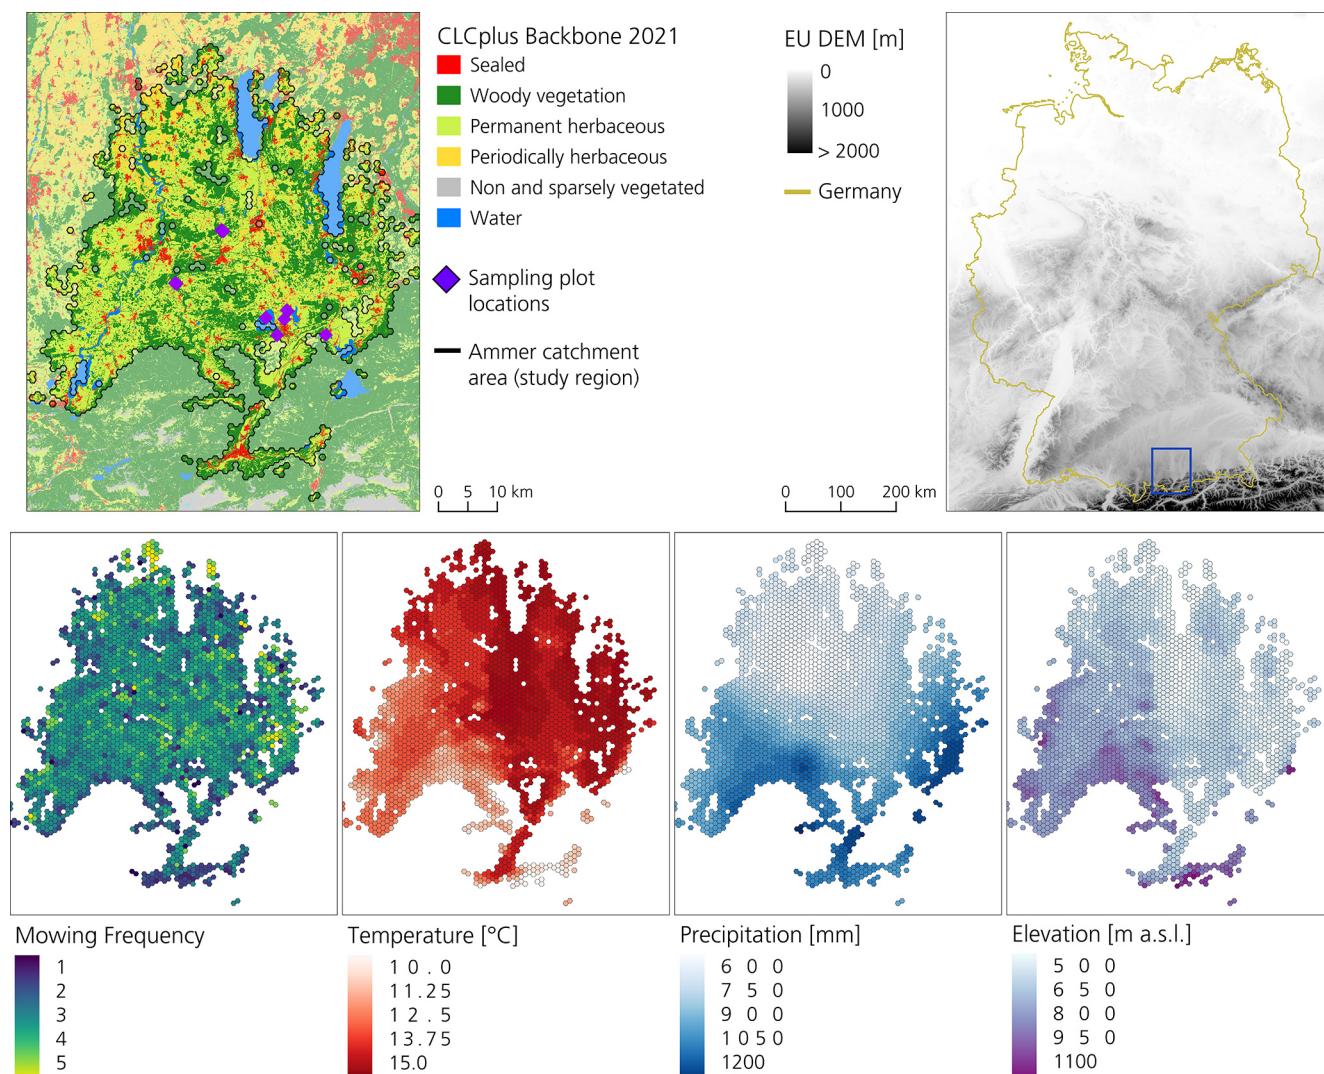 CLCplus Backbone 2021
Sealed
Woody vegetation
Permanent herbaceous
Periodically herbaceous
Non and sparsely vegetated
Water
Sampling plot
locations
Ammer catchment
area (study region)
0 5 10 km
EU DEM [m]
0
1000
> 2000
Germany
0 100 200 km
Mowing Frequency
1
2
3
4
5
Temperature [°C]
10.0
11.25
12.5
13.75
15.0
Precipitation [mm]
600
750
900
1050
1200
Elevation [m a.s.l.]
500
650
800
950
1100